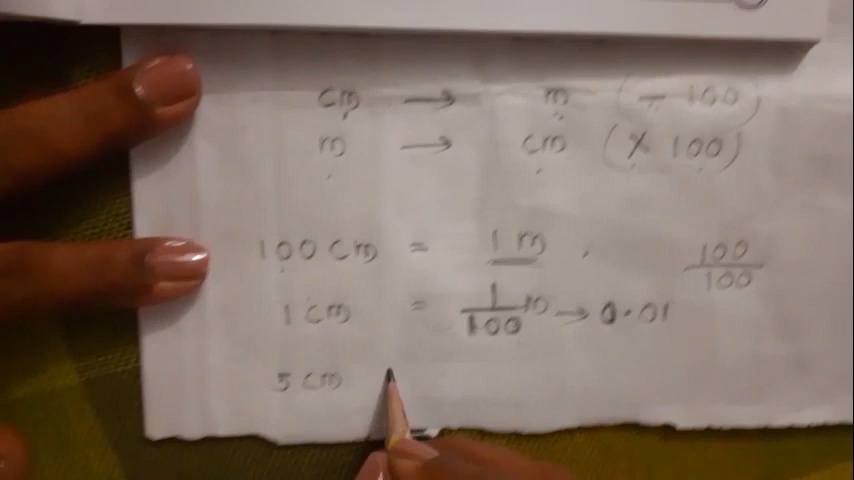 cm → m (÷ 100)
m → cm (× 100)
100 cm = 1 m . 100/100
1 cm = 1/100 m → 0.01
5 cm